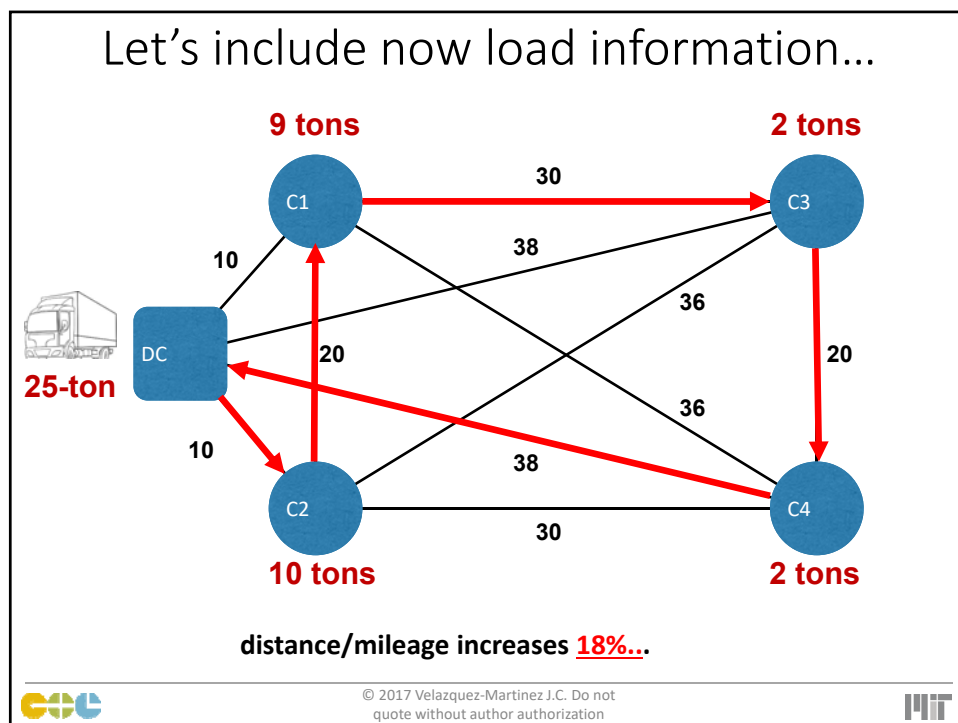 Let's include now load information…
9 tons
2 tons
30
C1
C3
10
38
36
DC
20
20
25-ton
36
10
38
C2
C4
30
10 tons
2 tons
distance/mileage increases 18%...
© 2017 Velazquez-Martinez J.C. Do not
quote without author authorization